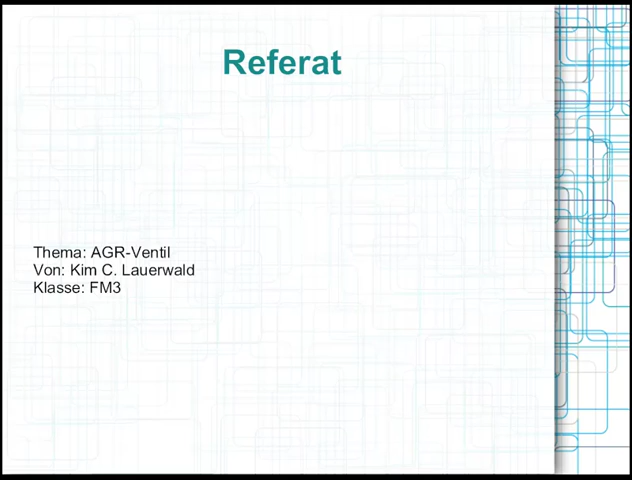 Referat
Thema: AGR-Ventil
Von: Kim C. Lauerwald
Klasse: FM3